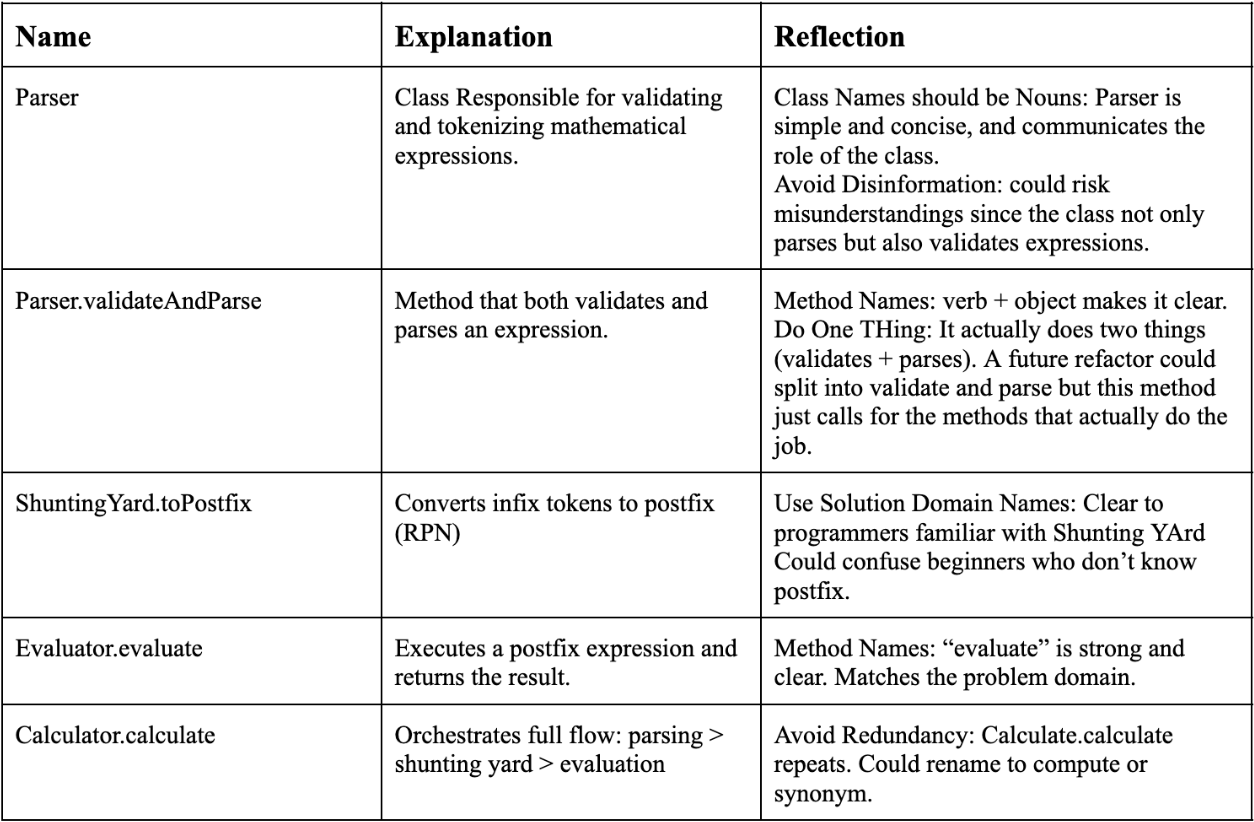 Name
Explanation
Reflection
Parser
Class Responsible for validating
and tokenizing mathematical
expressions.
Class Names should be Nouns: Parser is
simple and concise, and communicates the
role of the class.
Avoid Disinformation: could risk
misunderstandings since the class not only
parses but also validates expressions.
Parser.validateAndParse
Method that both validates and
parses an expression.
Method Names: verb + object makes it clear.
Do One THing: It actually does two things
(validates + parses). A future refactor could
split into validate and parse but this method
just calls for the methods that actually do the
job.
ShuntingYard.toPostfix
Converts infix tokens to postfix
(RPN)
Use Solution Domain Names: Clear to
programmers familiar with Shunting YArd
Could confuse beginners who don’t know
postfix.
Evaluator.evaluate
Executes a postfix expression and
returns the result.
Method Names: “evaluate” is strong and
clear. Matches the problem domain.
Calculator.calculate
Orchestrates full flow: parsing >
shunting yard > evaluation
Avoid Redundancy: Calculate.calculate
repeats. Could rename to compute or
synonym.